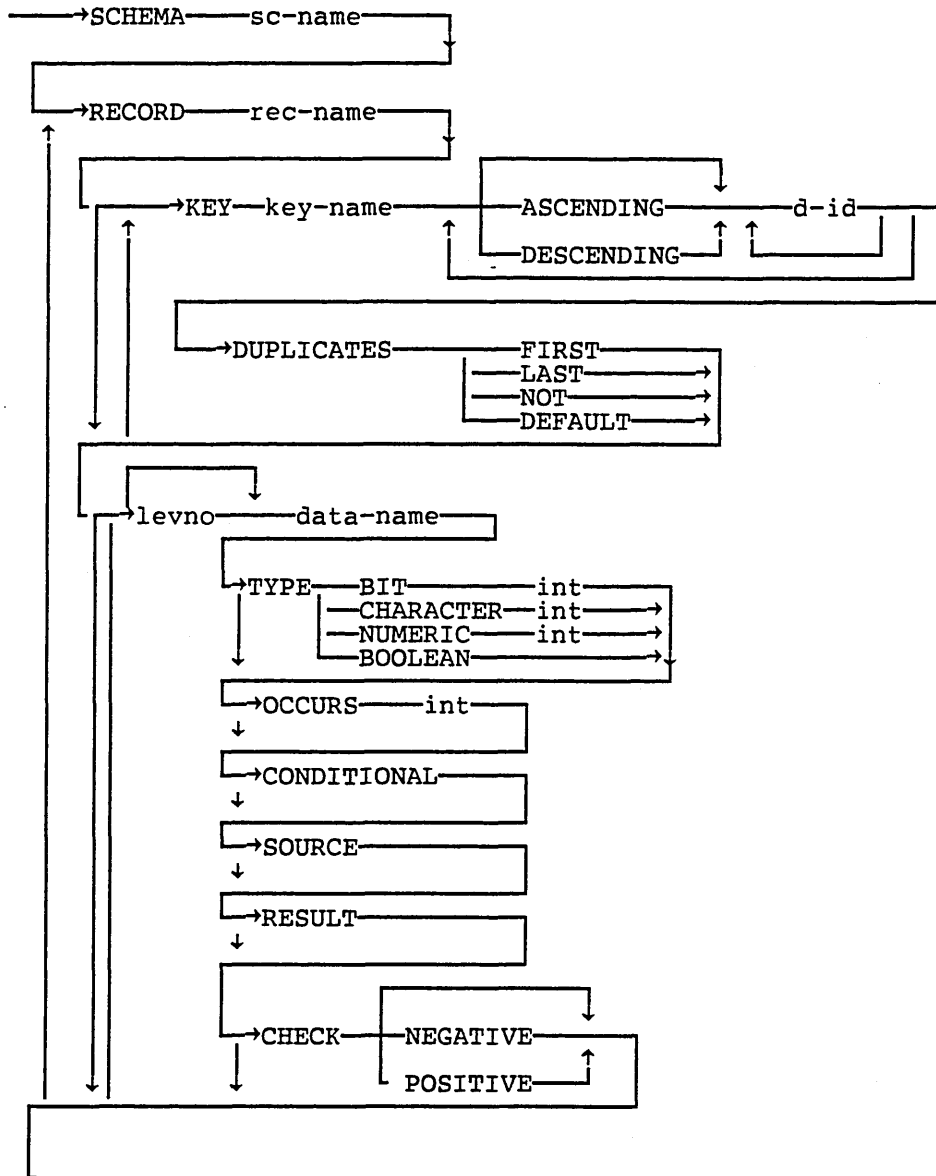 SCHEMA sc-name
RECORD rec-name
KEY key-name ASCENDING d-id
DESCENDING
DUPLICATES FIRST
LAST
NOT
DEFAULT
levno data-name
TYPE BIT int
CHARACTER int
NUMERIC int
BOOLEAN
OCCURS int
CONDITIONAL
SOURCE
RESULT
CHECK NEGATIVE
POSITIVE